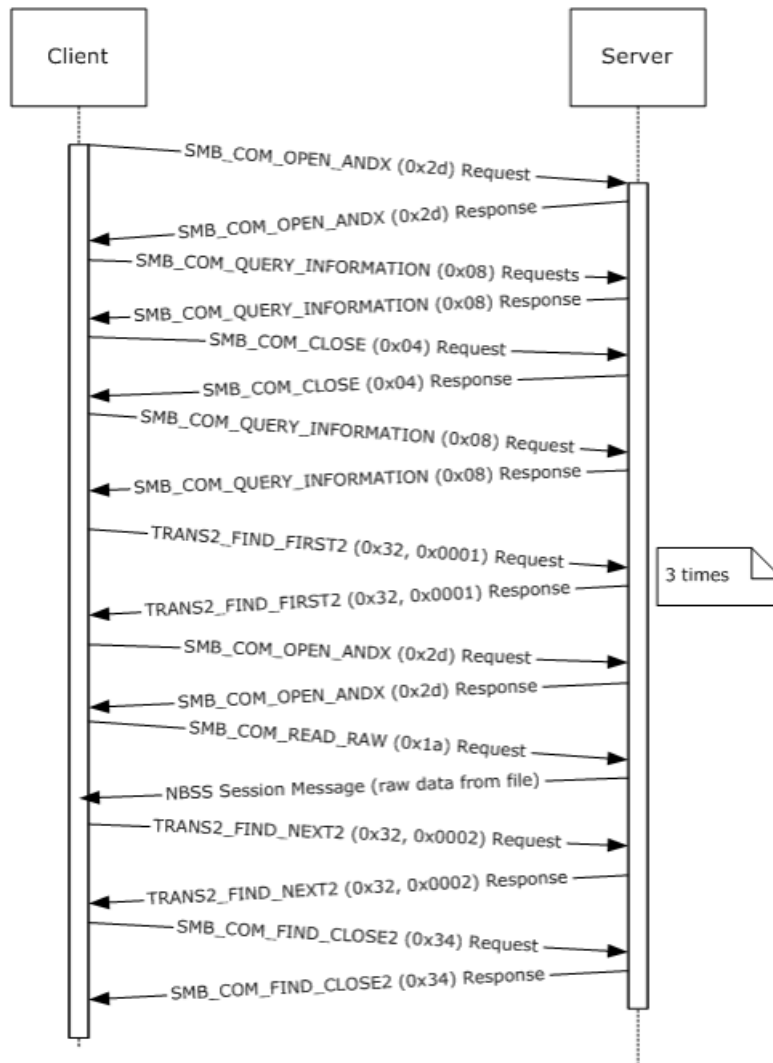 Client
Server
SMB_COM_OPEN_ANDX (0x2d) Request
SMB_COM_OPEN_ANDX (0x2d) Response
SMB_COM_QUERY_INFORMATION (0x08) Requests
SMB_COM_QUERY_INFORMATION (0x08) Response
SMB_COM_CLOSE (0x04) Request
SMB_COM_CLOSE (0x04) Response
SMB_COM_QUERY_INFORMATION (0x08) Request
SMB_COM_QUERY_INFORMATION (0x08) Response
TRANS2_FIND_FIRST2 (0x32, 0x0001) Request
3 times
TRANS2_FIND_FIRST2 (0x32, 0x0001) Response
SMB_COM_OPEN_ANDX (0x2d) Request
SMB_COM_OPEN_ANDX (0x2d) Response
SMB_COM_READ_RAW (0x1a) Request
NBSS Session Message (raw data from file)
TRANS2_FIND_NEXT2 (0x32, 0x0002) Request
TRANS2_FIND_NEXT2 (0x32, 0x0002) Response
SMB_COM_FIND_CLOSE2 (0x34) Request
SMB_COM_FIND_CLOSE2 (0x34) Response